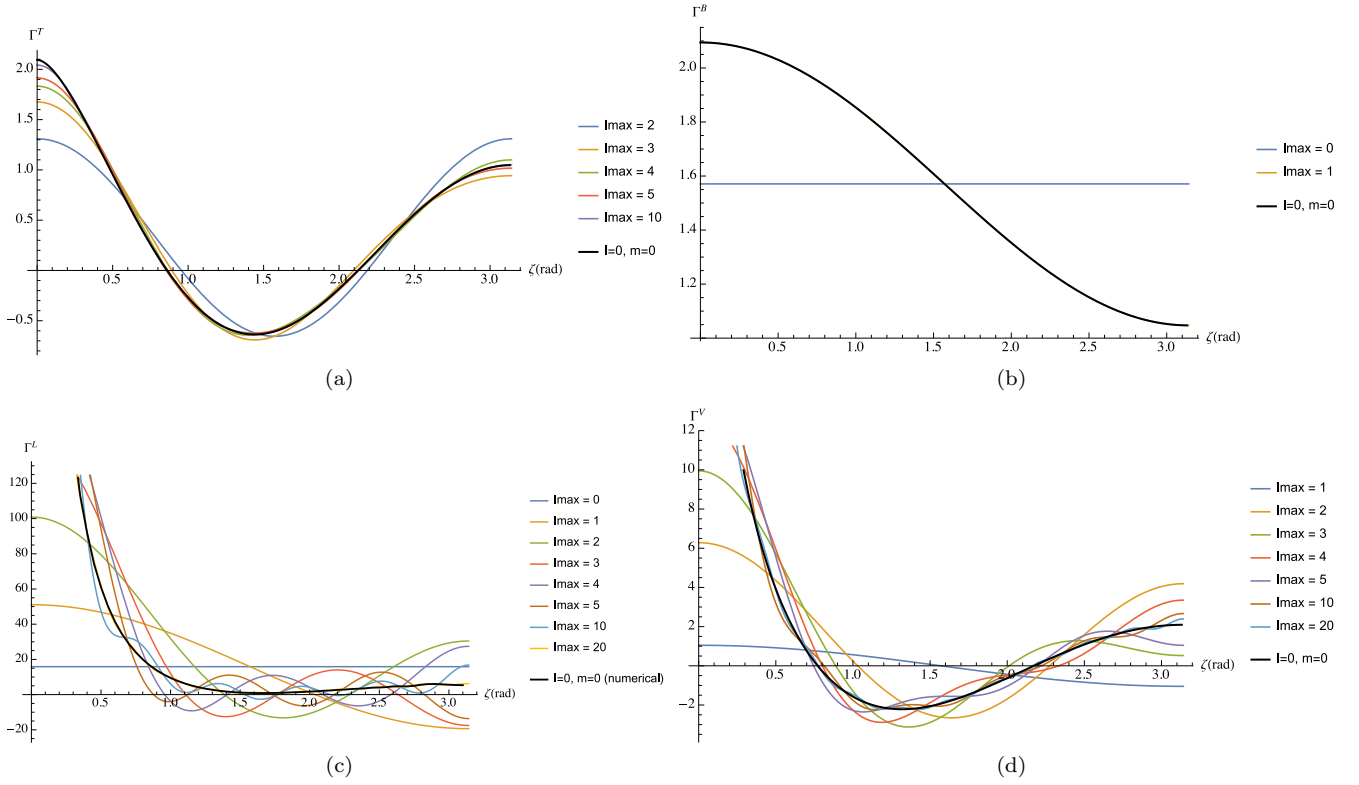 Γ^T
2.0
1.5
1.0
0.5
-0.5
0.5
1.0
1.5
2.0
2.5
3.0
ζ(rad)
lmax = 2
lmax = 3
lmax = 4
lmax = 5
lmax = 10
l=0, m=0
(a)
Γ^B
2.0
1.8
1.6
1.4
1.2
0.5
1.0
1.5
2.0
2.5
3.0
ζ(rad)
lmax = 0
lmax = 1
l=0, m=0
(b)
Γ^L
120
100
80
60
40
20
-20
0.5
1.0
1.5
2.0
2.5
3.0
ζ(rad)
lmax = 0
lmax = 1
lmax = 2
lmax = 3
lmax = 4
lmax = 5
lmax = 10
lmax = 20
l=0, m=0 (numerical)
(c)
Γ^V
12
10
8
6
4
2
-2
0.5
1.0
1.5
2.0
2.5
3.0
ζ(rad)
lmax = 1
lmax = 2
lmax = 3
lmax = 4
lmax = 5
lmax = 10
lmax = 20
l=0, m=0
(d)